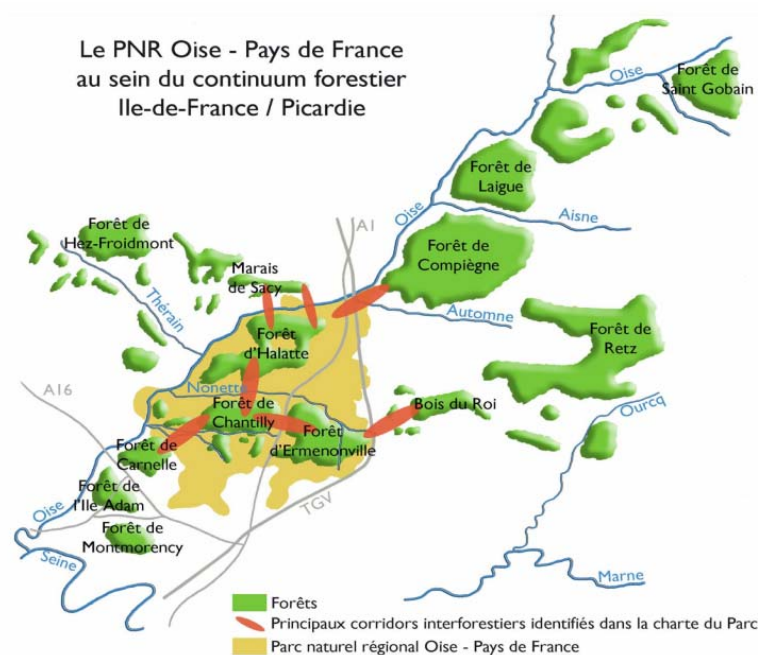 Le PNR Oise - Pays de France
au sein du continuum forestier
Ile-de-France / Picardie
Oise
Forêt de
Saint Gobain
Forêt de
Laigue
Aisne
Oise
A1
Forêt de
Hez-Froidmont
Forêt de
Compiègne
Marais
de Sacy
Thérain
Automne
Forêt
d'Halatte
Forêt de
Retz
Nonette
A16
Forêt de
Chantilly
Bois du Roi
Ourcq
Forêt
d'Ermenonville
Forêt de
Carnelle
Forêt de
l'Ile Adam
TGV
Oise
Forêt de
Montmorency
Seine
Marne
Forêts
Principaux corridors interforestiers identifiés dans la charte du Parc
Parc naturel régional Oise - Pays de France